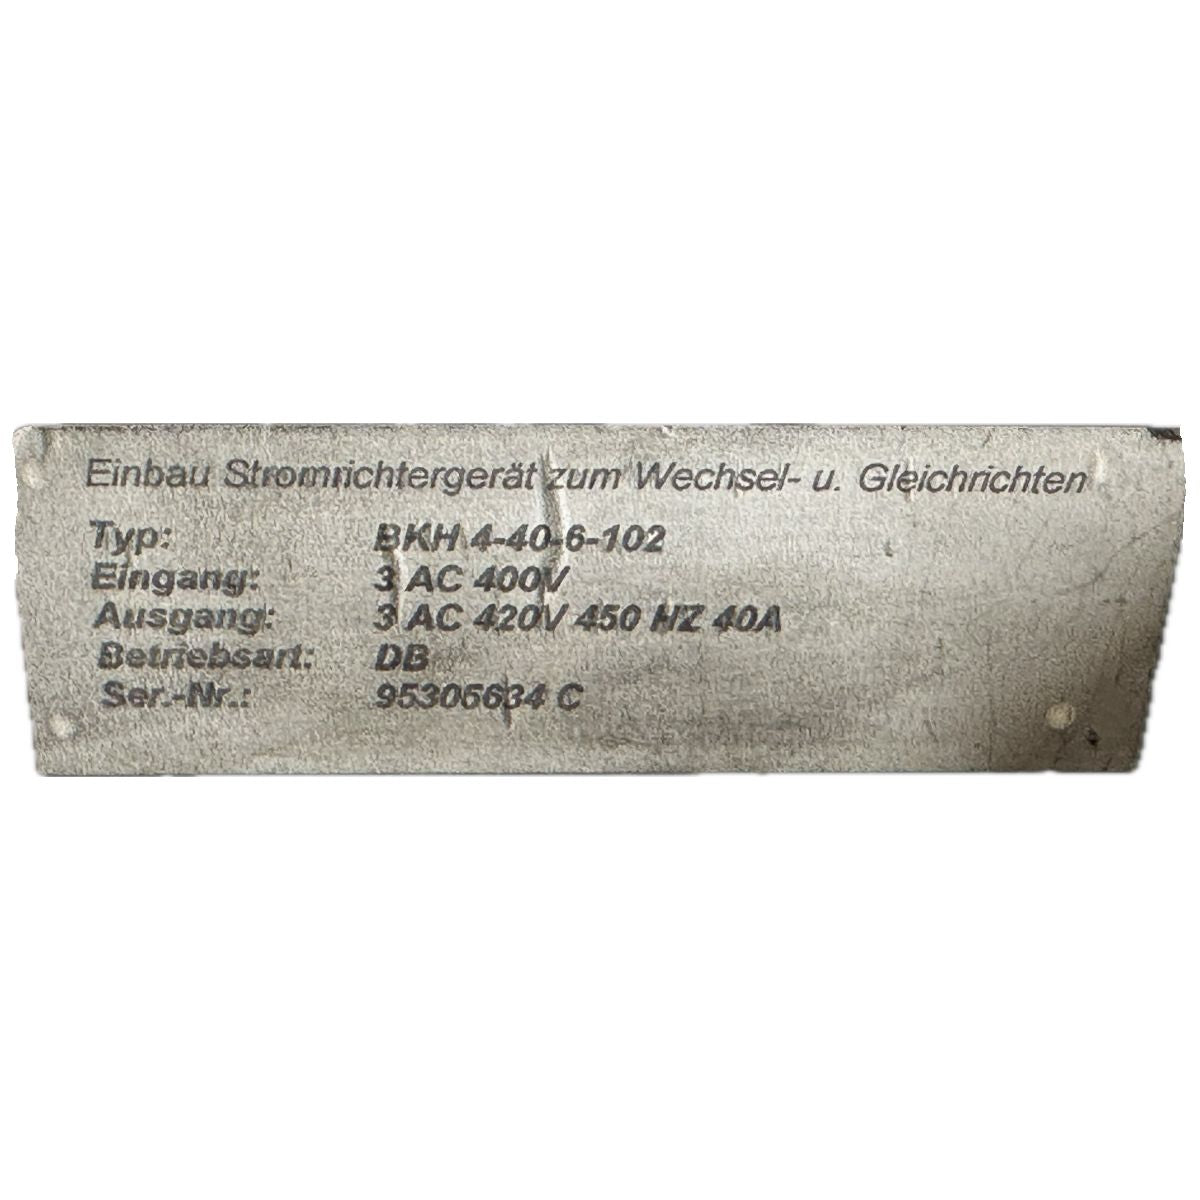 Einbau Stromrichtergerät zum Wechsel- u. Gleichrichten
Typ: BKH 4-40-6-102
Eingang: 3 AC 400V
Ausgang: 3 AC 420V 450 HZ 40A
Betriebsart: DB
Ser.-Nr.: 95306634 C